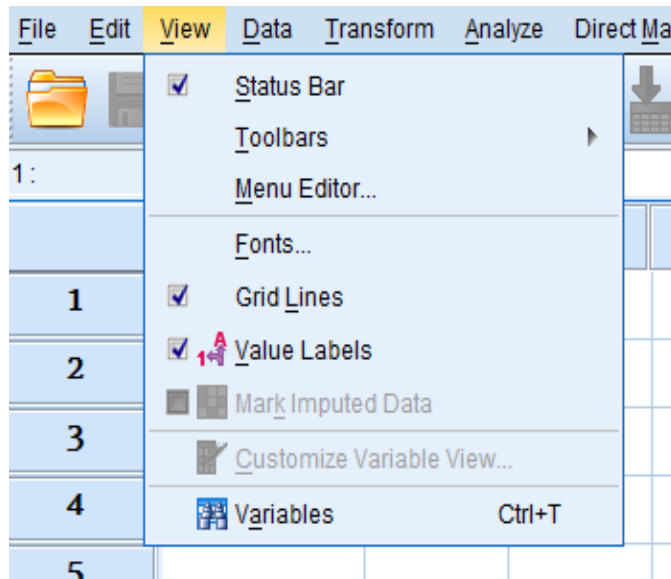 File Edit View Data Transform Analyze Direct Ma
Status Bar
Toolbars
1 :
Menu Editor...
Fonts...
1
Grid Lines
1 A Value Labels
2
Mark Imputed Data
3
Customize Variable View...
4
Variables Ctrl+T
5